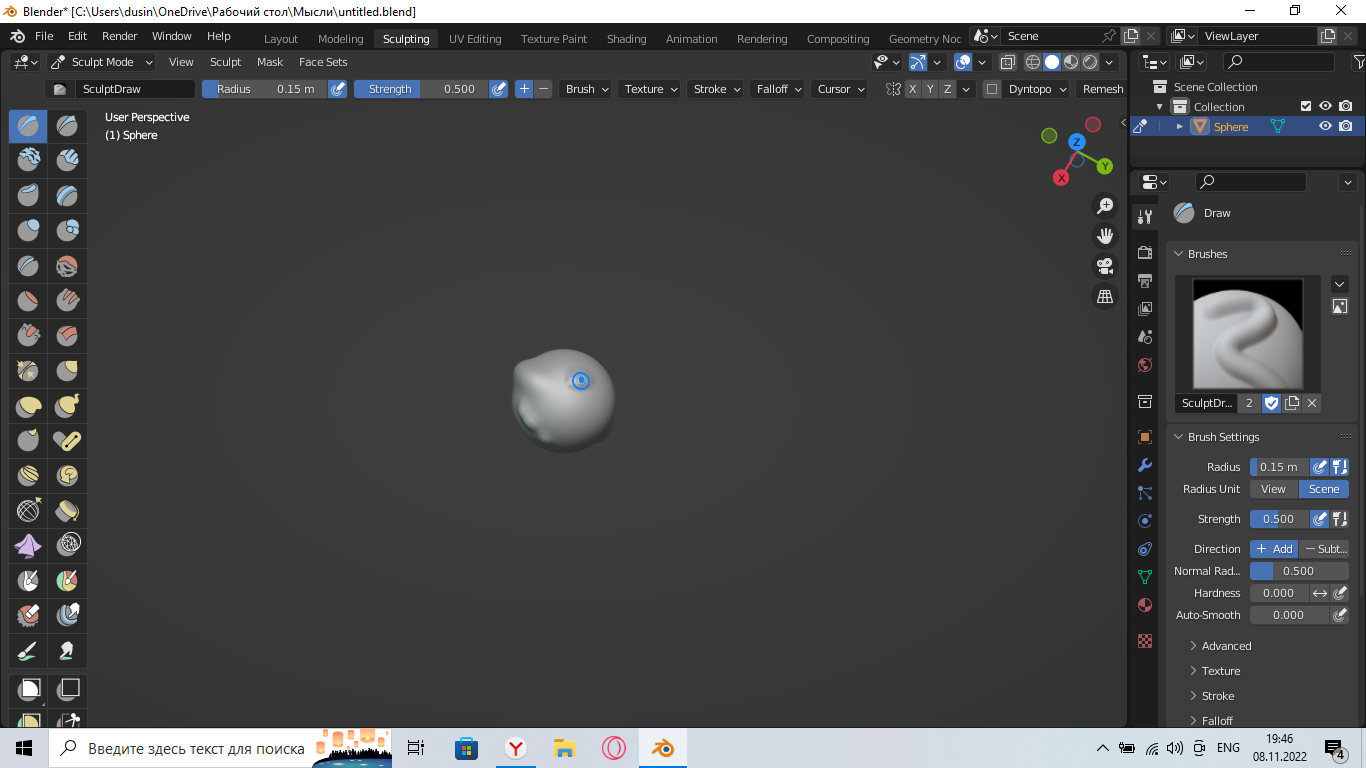 Blender* [C:\Users\dusin\OneDrive\Рабочий стол\Мысли\untitled.blend]
File Edit Render Window Help Layout Modeling Sculpting UV Editing Texture Paint Shading Animation Rendering Compositing Geometry Noc Scene ViewLayer
Sculpt Mode View Sculpt Mask Face Sets
SculptDraw Radius 0.15 m Strength 0.500 Brush Texture Stroke Falloff Cursor X Y Z Dyntopo Remesh
User Perspective
(1) Sphere
Z
Y
X
Scene Collection
Collection
Sphere
Draw
Brushes
SculptDr... 2
Brush Settings
Radius 0.15 m
Radius Unit View Scene
Strength 0.500
Direction + Add — Subt...
Normal Rad... 0.500
Hardness 0.000
Auto-Smooth 0.000
Advanced
Texture
Stroke
Falloff
Введите здесь текст для поиска
ENG
19:46
08.11.2022
4